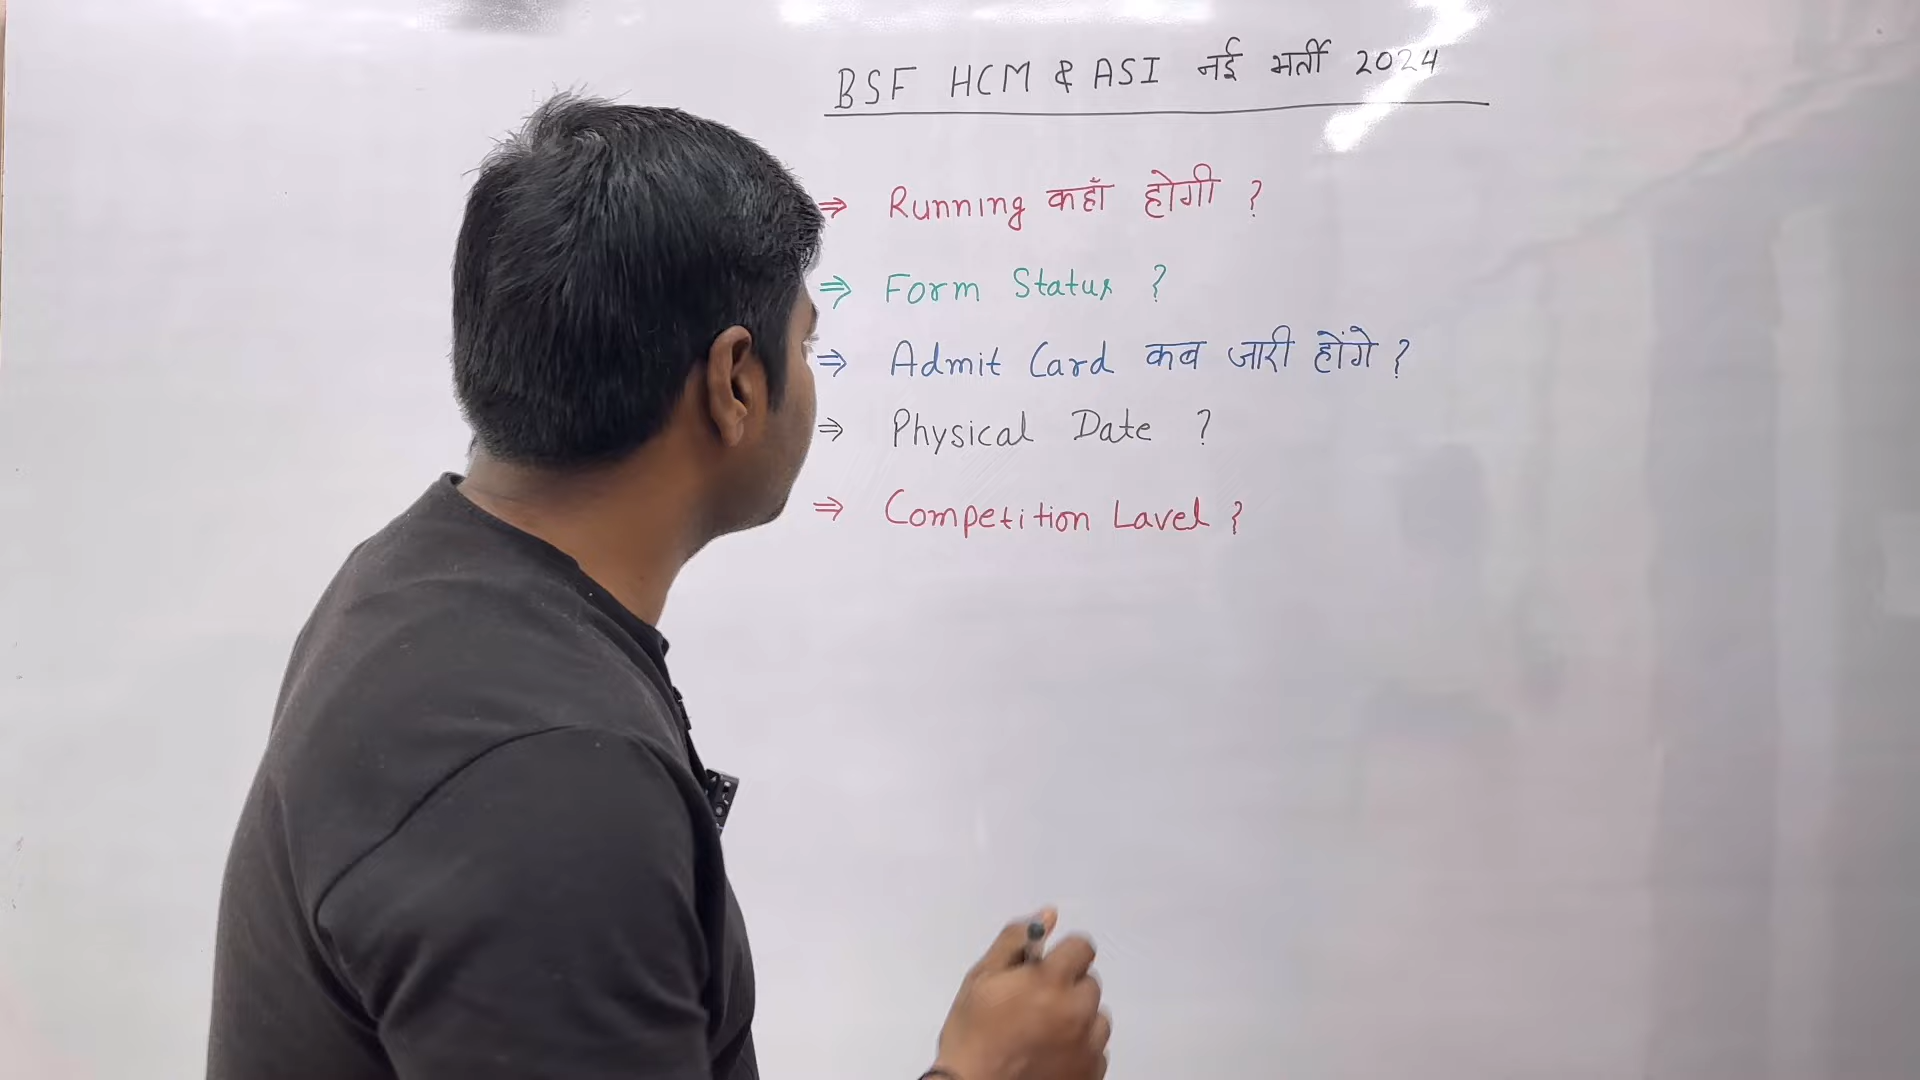 BSF HCM & ASI नई भर्ती 2024
⇒ Running कहाँ होगी ?
⇒ Form Status ?
⇒ Admit Card कब जारी होंगे ?
⇒ Physical Date ?
⇒ Competition Lavel ?